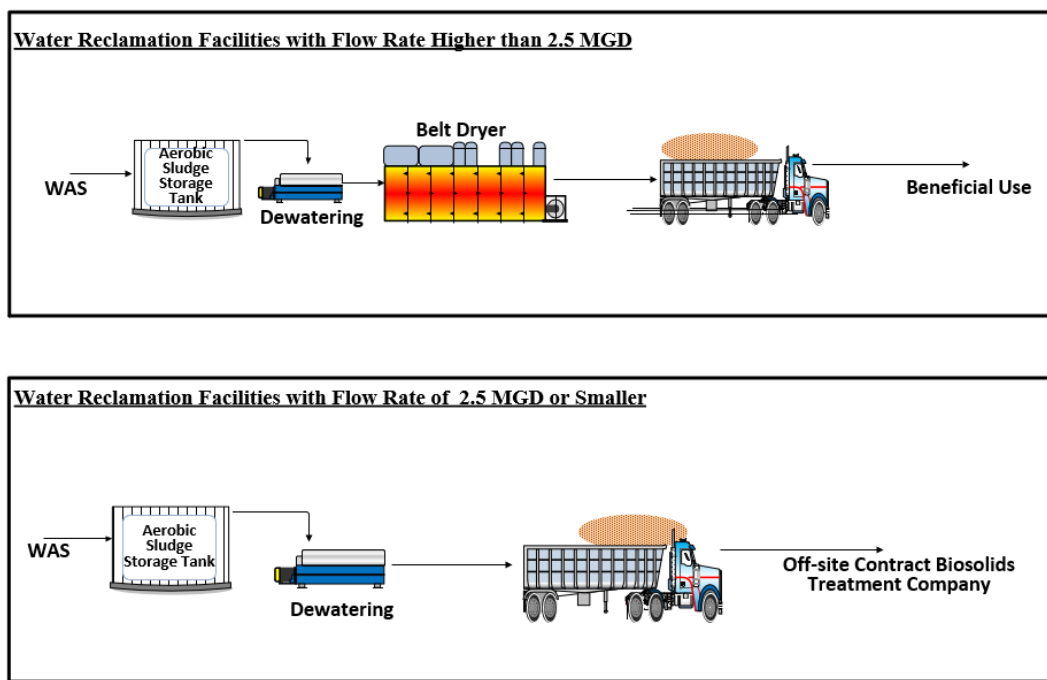 Water Reclamation Facilities with Flow Rate Higher than 2.5 MGD
Belt Dryer
Aerobic
Sludge
Storage
Tank
WAS
Dewatering
Beneficial Use
Water Reclamation Facilities with Flow Rate of 2.5 MGD or Smaller
Aerobic
Sludge
Storage Tank
WAS
Dewatering
Off-site Contract Biosolids
Treatment Company